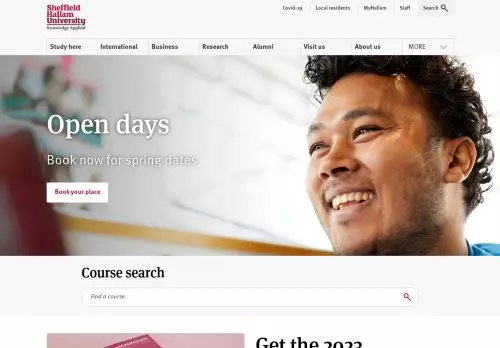 Sheffield
Hallam
University
Knowledge Applied
Covid-19
Local residents
MyHallam
Staff
Search
Study here
International
Business
Research
Alumni
Visit us
About us
MORE
Open days
Book now for spring dates
Book your place
Course search
Find a course
Get the 2023